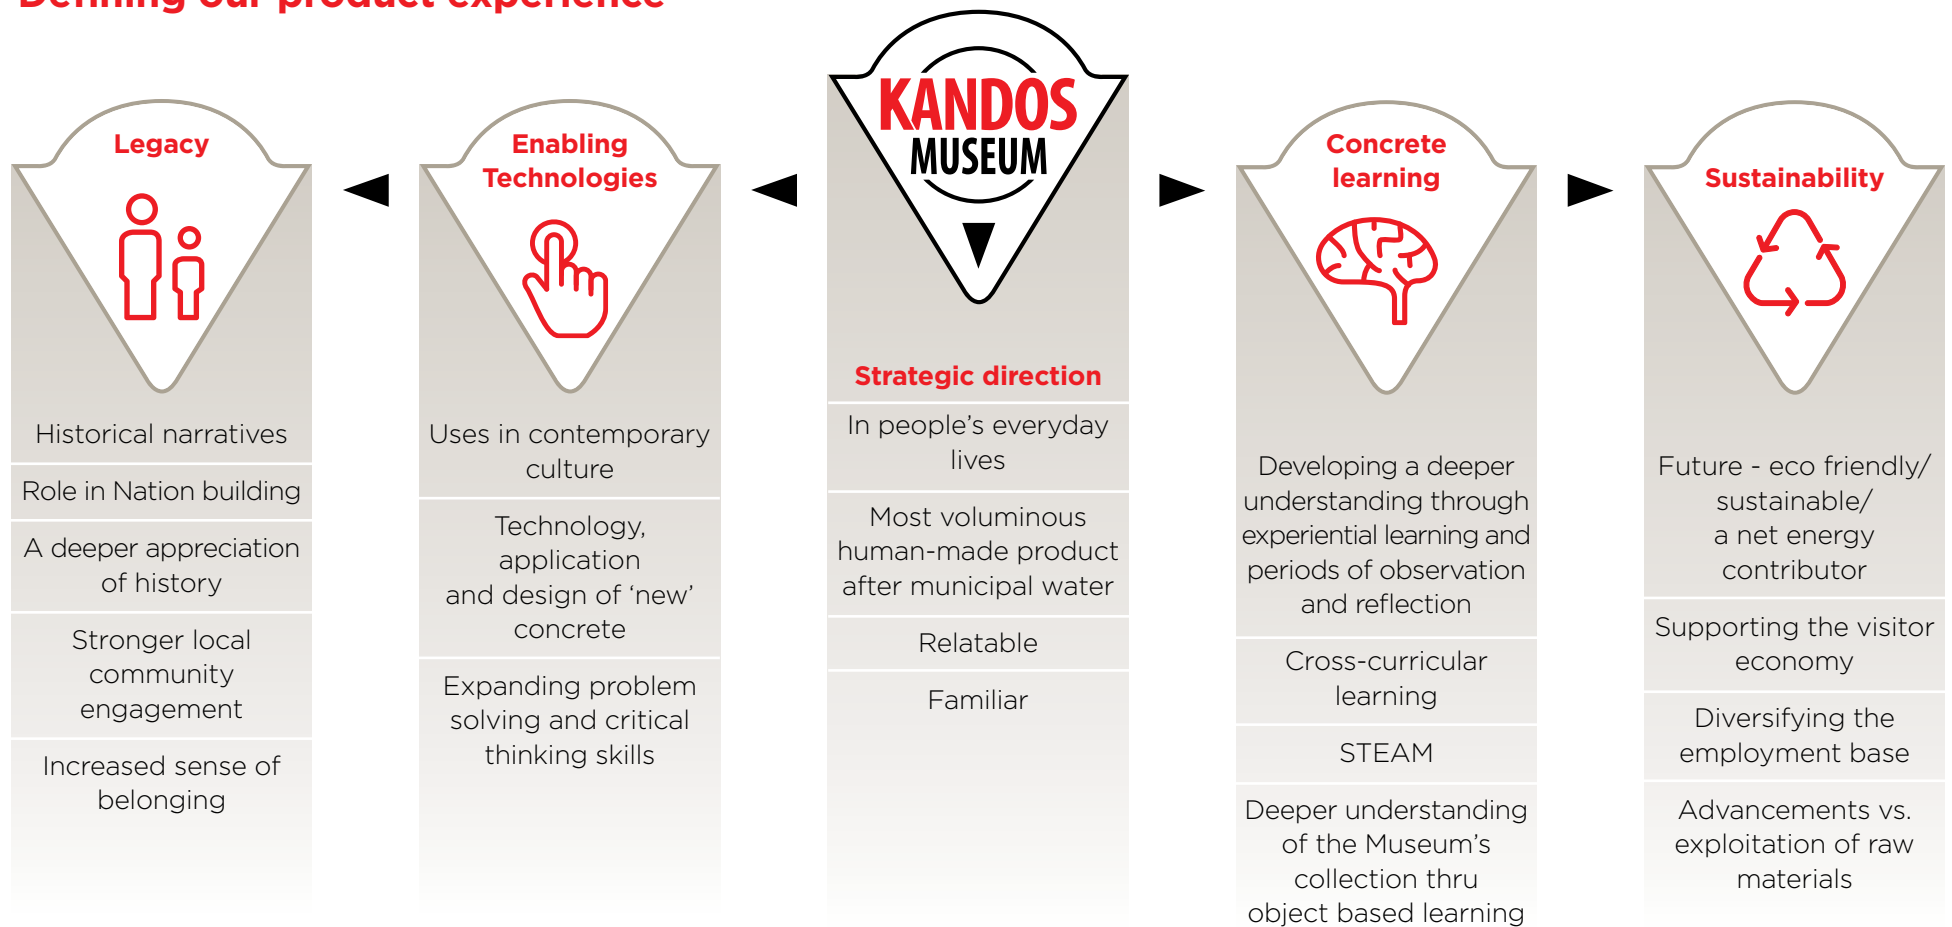 Defining our product experience
Legacy
Historical narratives
Role in Nation building
A deeper appreciation
of history
Stronger local
community
engagement
Increased sense of
belonging
Enabling
Technologies
Uses in contemporary
culture
Technology,
application
and design of ‘new’
concrete
Expanding problem
solving and critical
thinking skills
KANDOS
MUSEUM
Strategic direction
In people’s everyday
lives
Most voluminous
human-made product
after municipal water
Relatable
Familiar
Concrete
learning
Developing a deeper
understanding through
experiential learning and
periods of observation
and reflection
Cross-curricular
learning
STEAM
Deeper understanding
of the Museum’s
collection thru
object based learning
Sustainability
Future - eco friendly/
sustainable/
a net energy
contributor
Supporting the visitor
economy
Diversifying the
employment base
Advancements vs.
exploitation of raw
materials